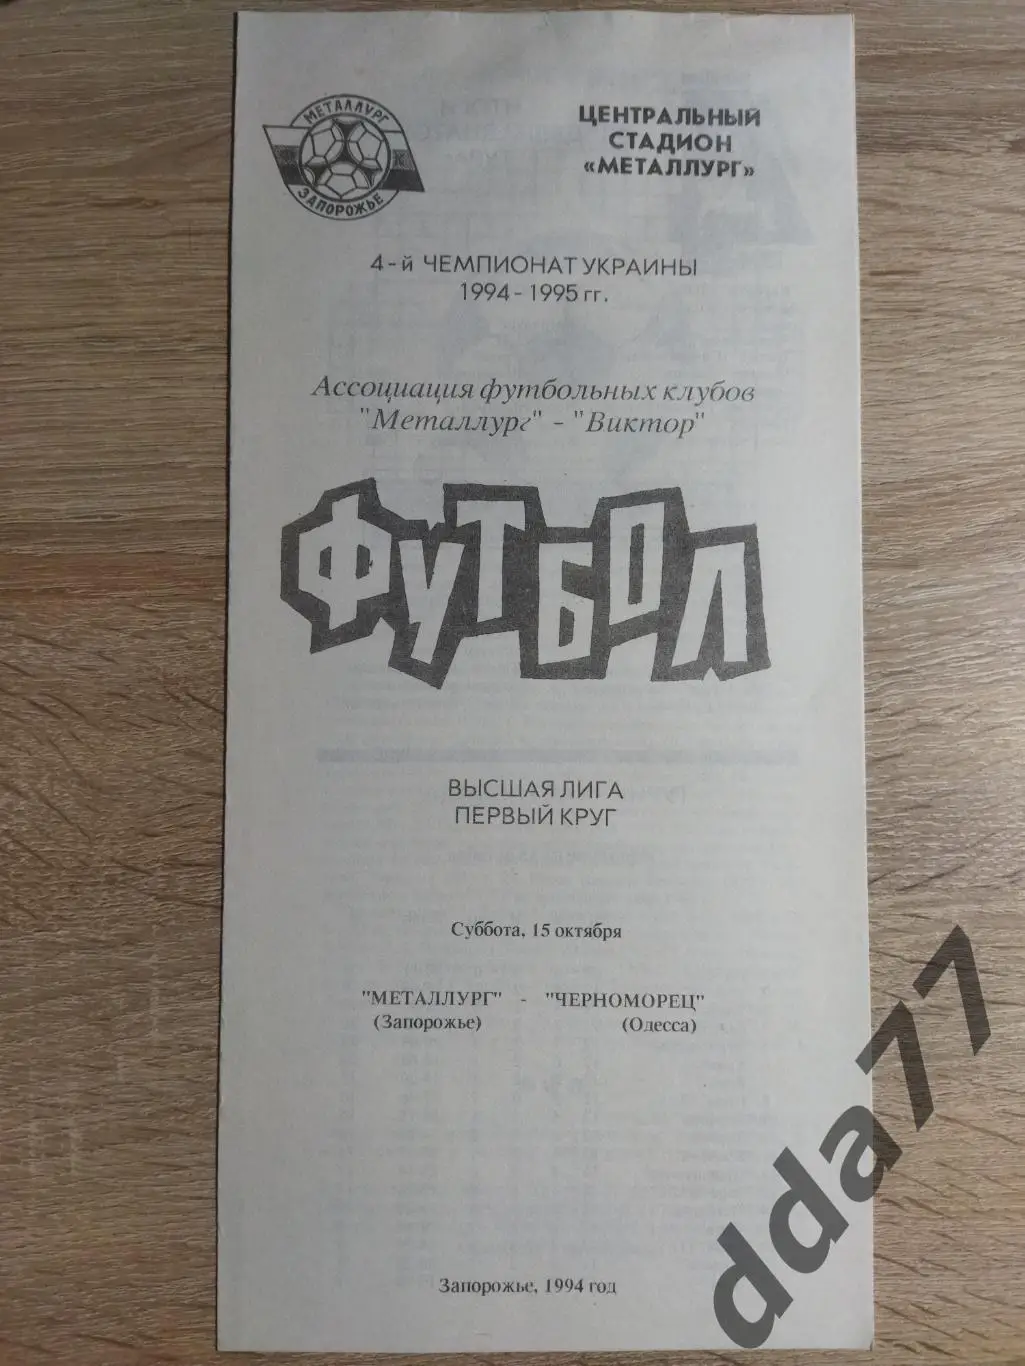 МЕТАЛЛУРГ
ЗАПОРОЖЬЕ
ЦЕНТРАЛЬНЫЙ
СТАДИОН
«МЕТАЛЛУРГ»
4-й ЧЕМПИОНАТ УКРАИНЫ
1994-1995 гг.
Ассоциация футбольных клубов
"Металлург" - "Виктор"
ФУТБОЛ
ВЫСШАЯ ЛИГА
ПЕРВЫЙ КРУГ
Суббота, 15 октября
"МЕТАЛЛУРГ" - "ЧЕРНОМОРЕЦ"
(Запорожье) (Одесса)
Запорожье, 1994 год
dda77